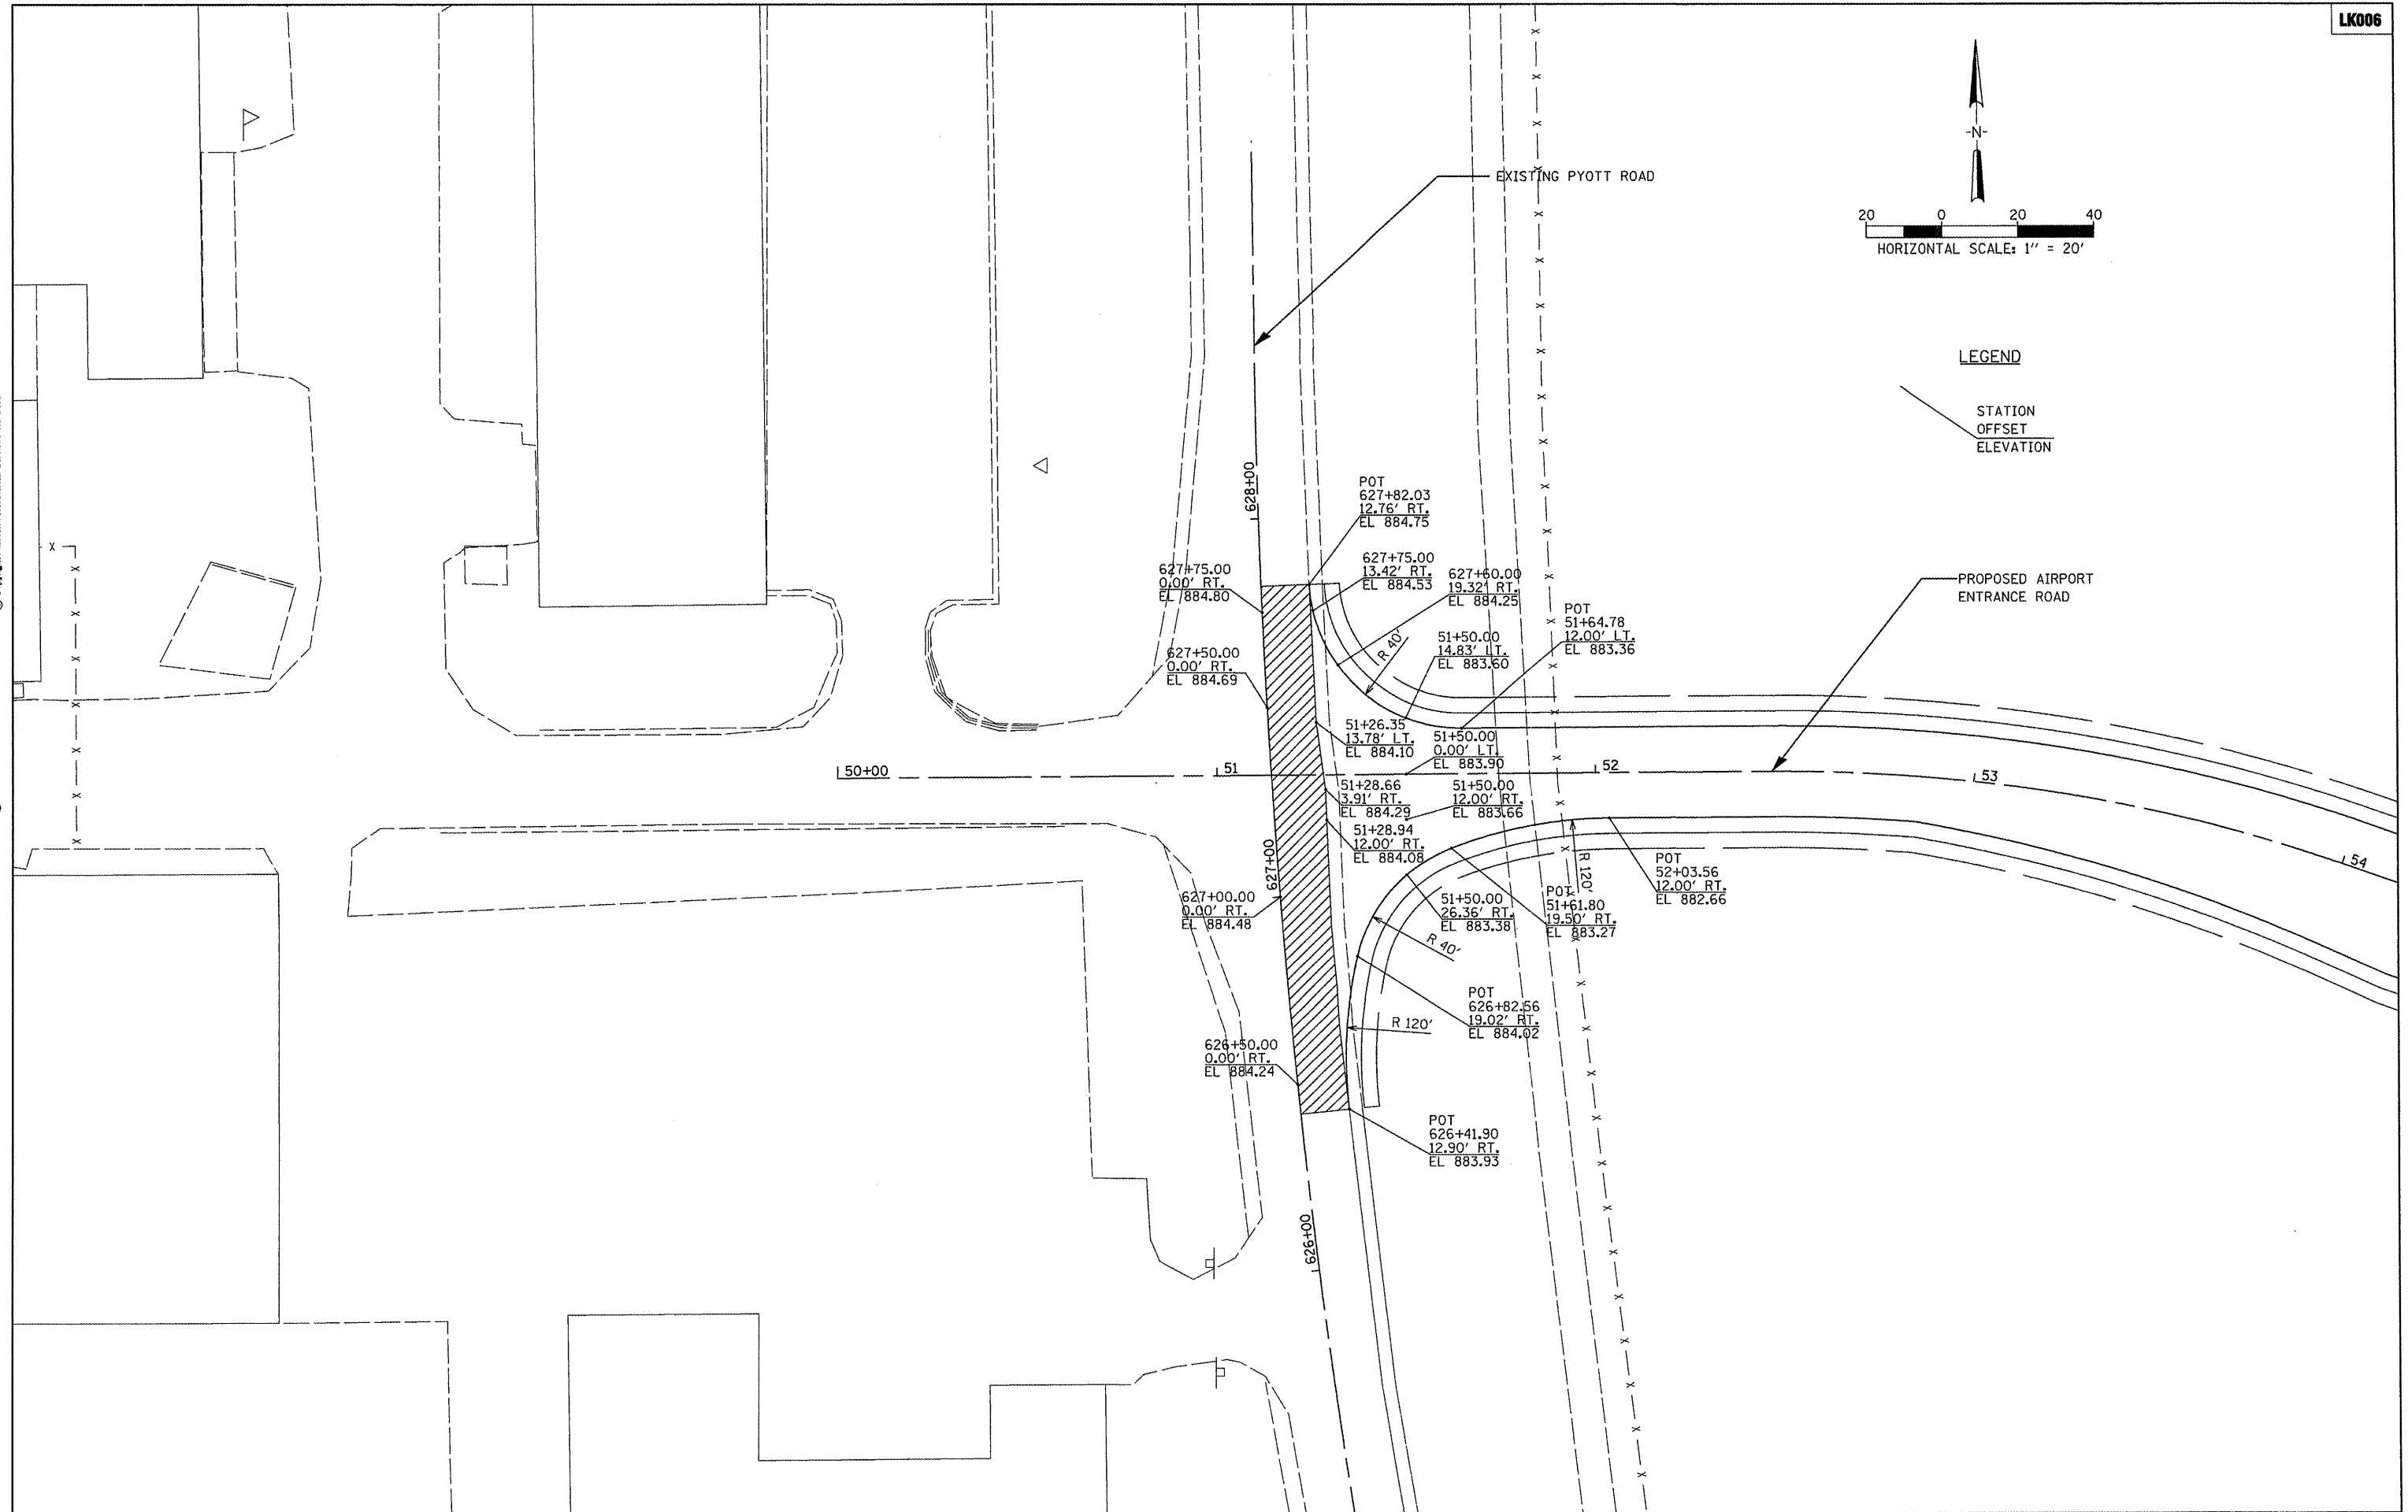 LK006
-N-
20 0 20 40
HORIZONTAL SCALE: 1" = 20'
EXISTING PYOTT ROAD
LEGEND
STATION
OFFSET
ELEVATION
628+00
POT
627+82.03
12.76' RT.
EL 884.75
627+75.00
13.42' RT.
EL 884.53
627+60.00
19.32' RT.
EL 884.25
627+75.00
0.00' RT.
EL 884.80
PROPOSED AIRPORT
ENTRANCE ROAD
POT
51+64.78
12.00' LT.
EL 883.36
R 40'
51+50.00
14.83' LT.
EL 883.60
627+50.00
0.00' RT.
EL 884.69
51+26.35
13.78' LT.
EL 884.10
51+50.00
0.00' LT.
EL 883.90
50+00
51
52
53
54
51+28.66
3.91' RT.
EL 884.29
51+50.00
12.00' RT.
EL 883.66
51+28.94
12.00' RT.
EL 884.08
627+00
R 120'
POT
52+03.56
12.00' RT.
EL 882.66
627+00.00
0.00' RT.
EL 884.48
51+50.00
26.36' RT.
EL 883.38
POT
51+61.80
19.50' RT.
EL 883.27
R 40'
POT
626+82.56
19.02' RT.
EL 884.02
R 120'
626+50.00
0.00' RT.
EL 884.24
POT
626+41.90
12.90' RT.
EL 883.93
626+00